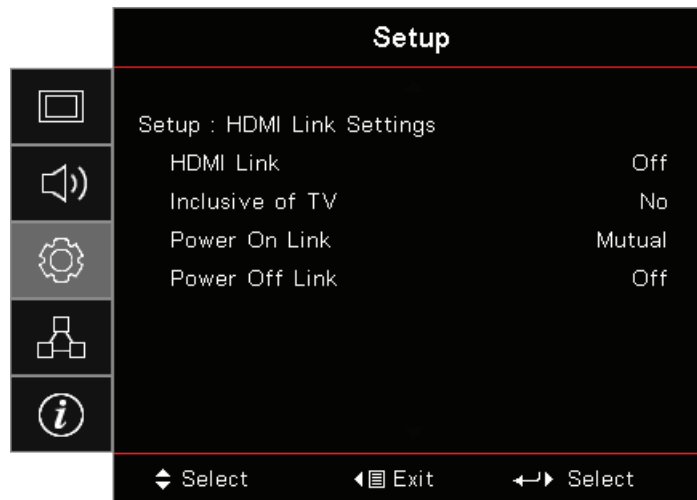 Setup
Setup : HDMI Link Settings
HDMI Link Off
Inclusive of TV No
Power On Link Mutual
Power Off Link Off
i
Select Exit Select